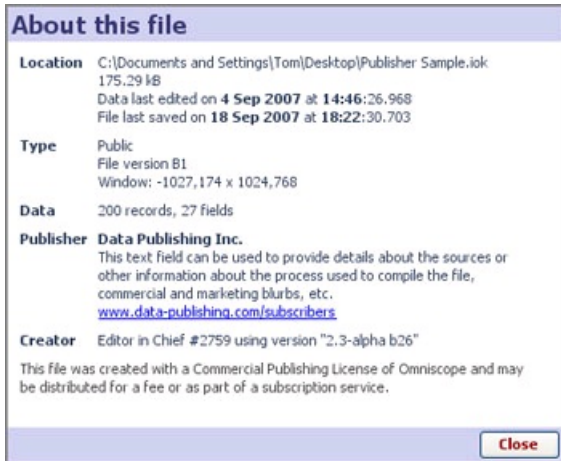 About this file
Location C:\Documents and Settings\Tom\Desktop\Publisher Sample.iok
175.29 kB
Data last edited on 4 Sep 2007 at 14:46:26.968
File last saved on 18 Sep 2007 at 18:22:30.703
Type Public
File version B1
Window: -1027,174 x 1024,768
Data 200 records, 27 fields
Publisher Data Publishing Inc.
This text field can be used to provide details about the sources or
other information about the process used to compile the file,
commercial and marketing blurbs, etc.
www.data-publishing.com/subscribers
Creator Editor in Chief #2759 using version "2.3-alpha b26"
This file was created with a Commercial Publishing License of Omniscope and may
be distributed for a fee or as part of a subscription service.
Close